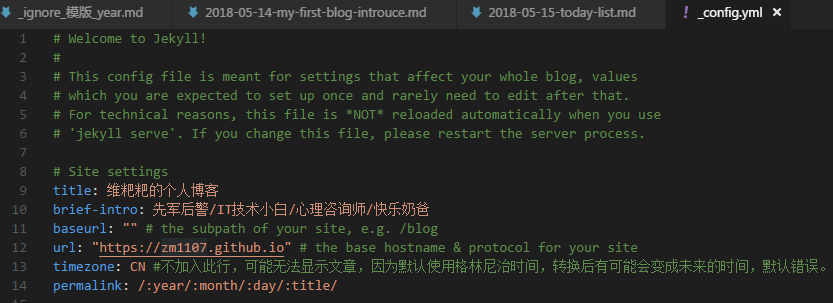 _ignore_模版_year.md 2018-05-14-my-first-blog-introuce.md 2018-05-15-today-list.md ! _config.yml ×
1 # Welcome to Jekyll!
2 #
3 # This config file is meant for settings that affect your whole blog, values
4 # which you are expected to set up once and rarely need to edit after that.
5 # For technical reasons, this file is *NOT* reloaded automatically when you use
6 # 'jekyll serve'. If you change this file, please restart the server process.
7
8 # Site settings
9 title: 维粑粑的个人博客
10 brief-intro: 先军后警/IT技术小白/心理咨询师/快乐奶爸
11 baseurl: "" # the subpath of your site, e.g. /blog
12 url: "https://zm1107.github.io" # the base hostname & protocol for your site
13 timezone: CN #不加入此行，可能无法显示文章，因为默认使用格林尼治时间，转换后有可能会变成未来的时间，默认错误。
14 permalink: /:year/:month/:day/:title/